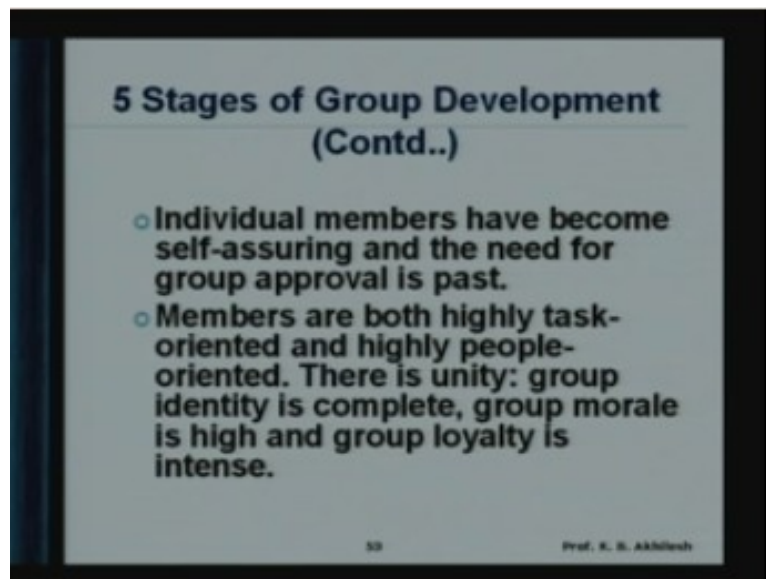 5 Stages of Group Development
(Contd..)
Individual members have become
self-assuring and the need for
group approval is past.
Members are both highly task-
oriented and highly people-
oriented. There is unity: group
identity is complete, group morale
is high and group loyalty is
intense.
53
Prof. K. B. Akhilesh